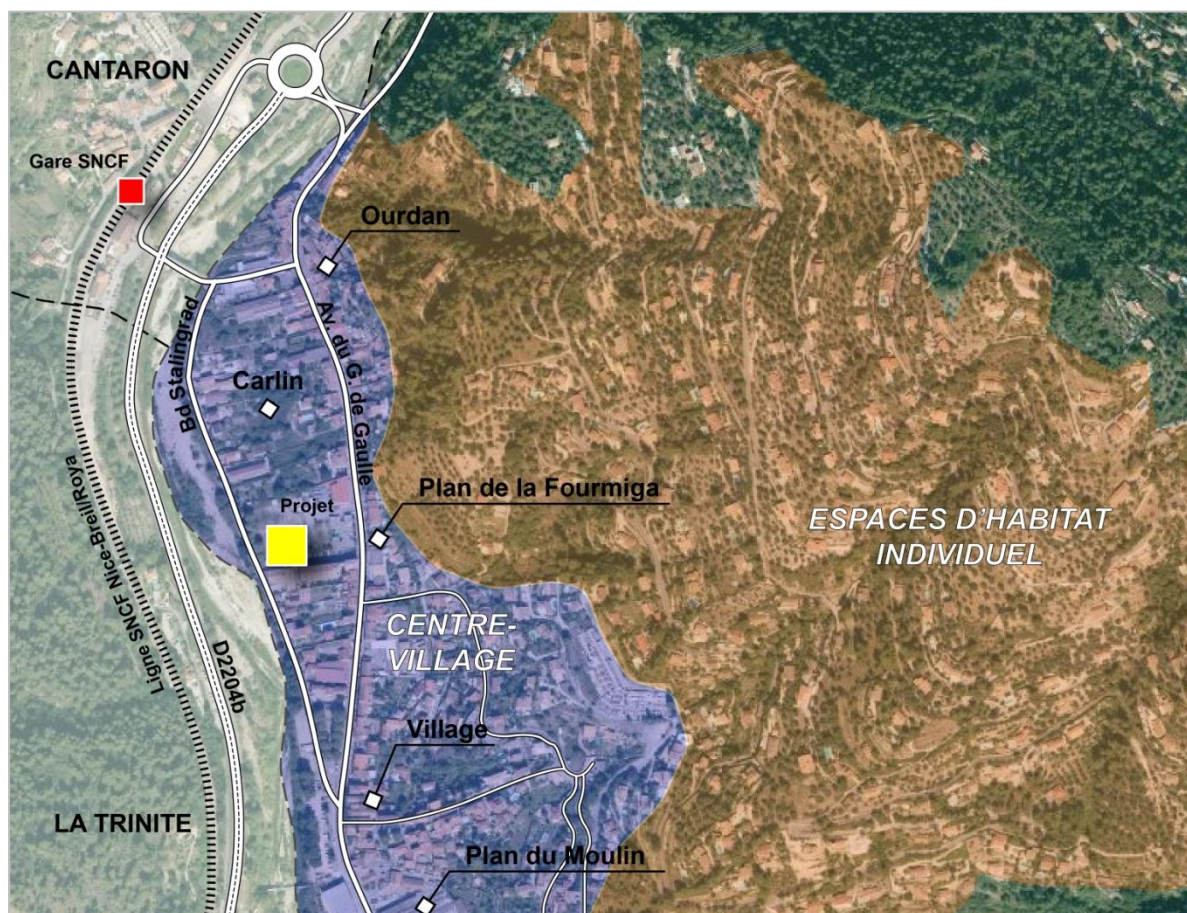 CANTARON
Gare SNCF
Ourdan
Bd Stalingrad
Av. du G. de Gaulle
Carlin
Plan de la Fourmiga
Projet
ESPACES D'HABITAT
INDIVIDUEL
Ligne SNCF Nice-Breil/Roya
D2204b
CENTRE-
VILLAGE
Village
LA TRINITE
Plan du Moulin